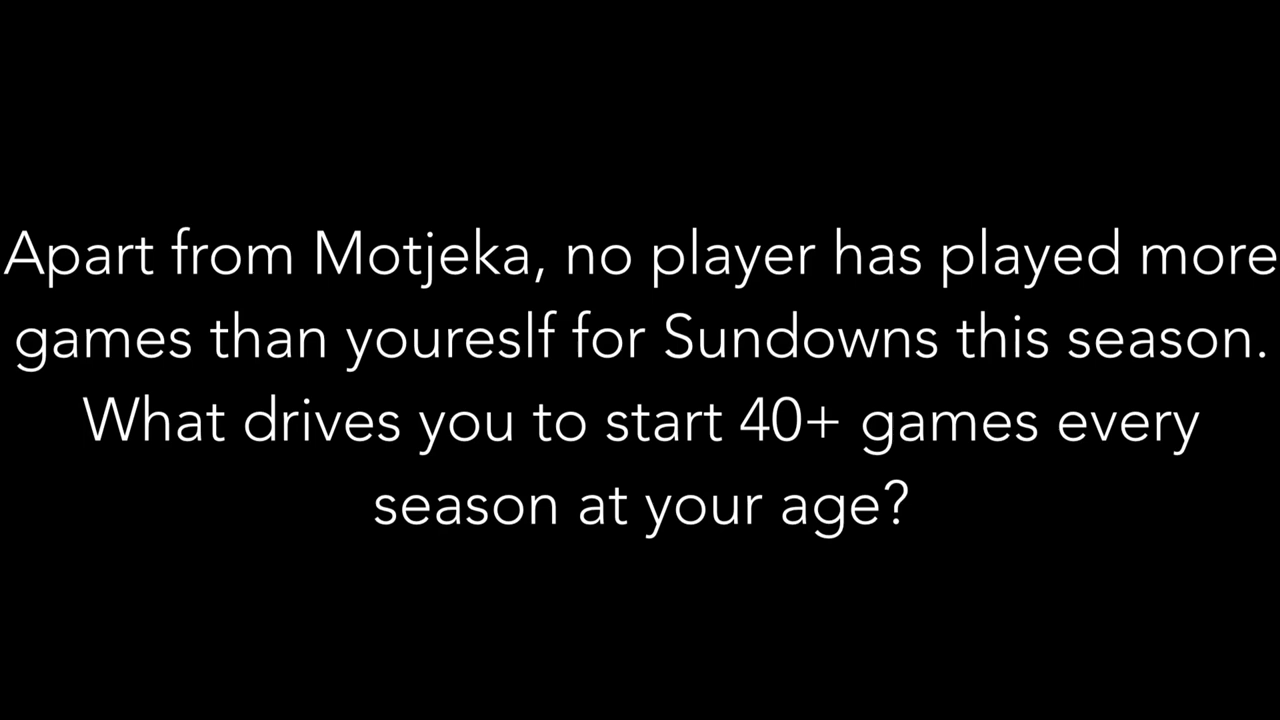 Apart from Motjeka, no player has played more
games than youreslf for Sundowns this season.
What drives you to start 40+ games every
season at your age?